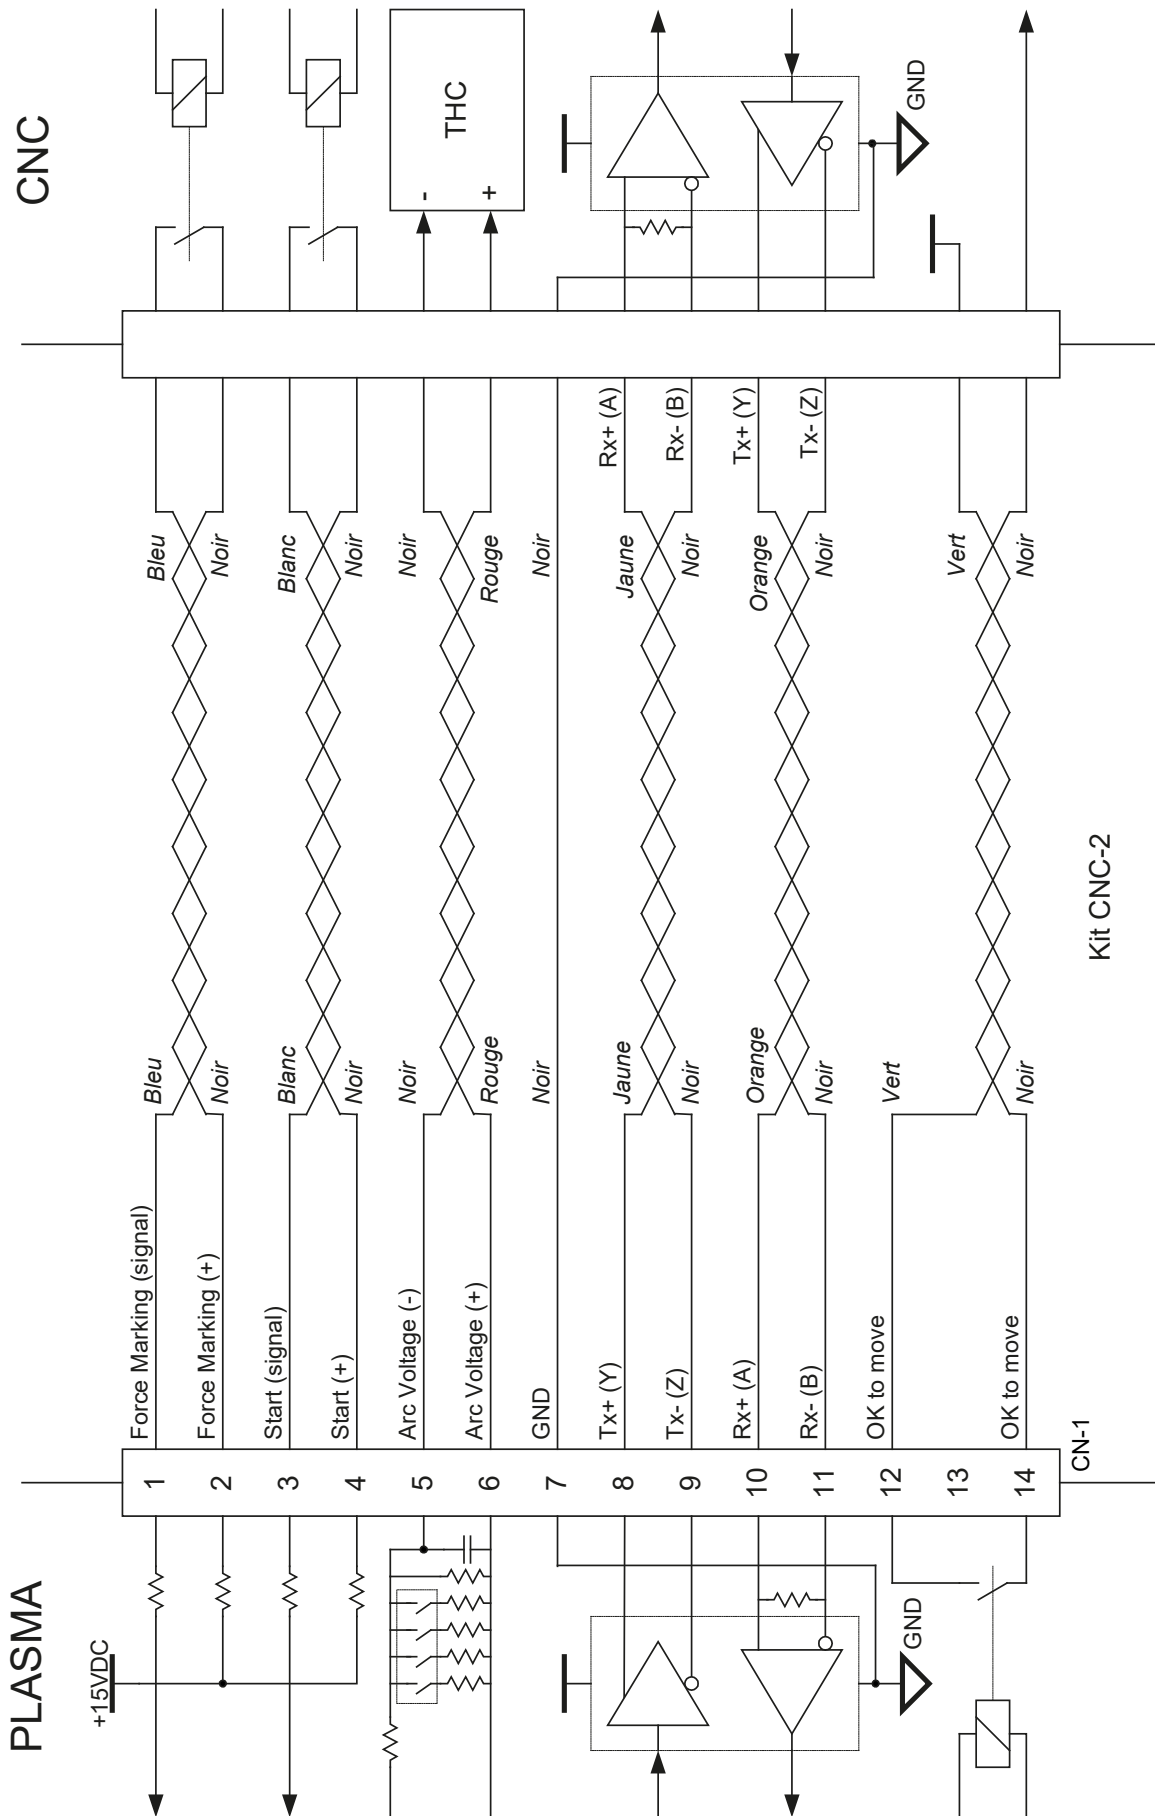 PLASMA
CNC
+15VDC
1
Force Marking (signal)
Bleu
Bleu
2
Force Marking (+)
Noir
Noir
3
Start (signal)
Blanc
Blanc
4
Start (+)
Noir
Noir
5
Arc Voltage (-)
Noir
Noir
-
THC
6
Arc Voltage (+)
Rouge
Rouge
+
7
GND
Noir
Noir
8
Tx+ (Y)
Jaune
Jaune
Rx+ (A)
9
Tx- (Z)
Noir
Noir
Rx- (B)
10
Rx+ (A)
Orange
Orange
Tx+ (Y)
11
Rx- (B)
Noir
Noir
Tx- (Z)
GND
12
OK to move
Vert
GND
13
Vert
14
OK to move
Noir
Noir
CN-1
Kit CNC-2